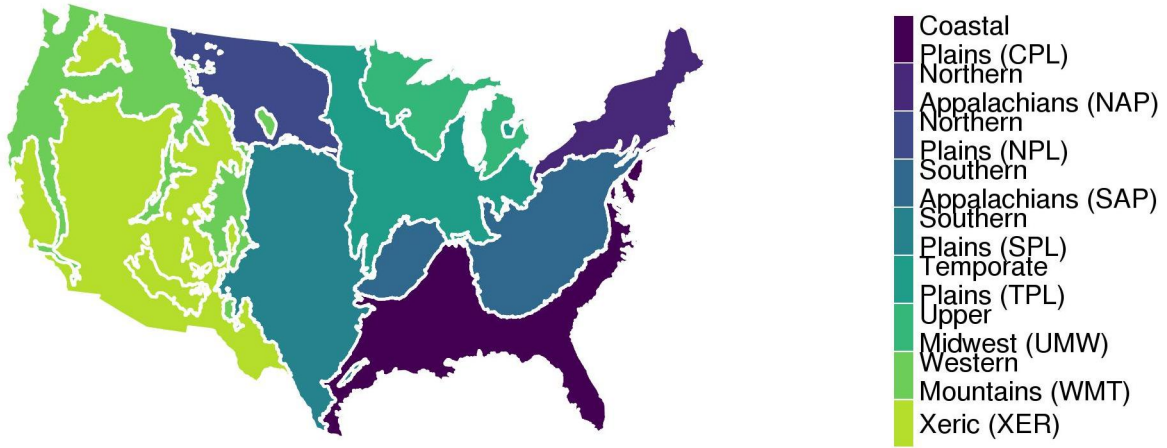 Coastal
Plains (CPL)
Northern
Appalachians (NAP)
Northern
Plains (NPL)
Southern
Appalachians (SAP)
Southern
Plains (SPL)
Temporate
Plains (TPL)
Upper
Midwest (UMW)
Western
Mountains (WMT)
Xeric (XER)